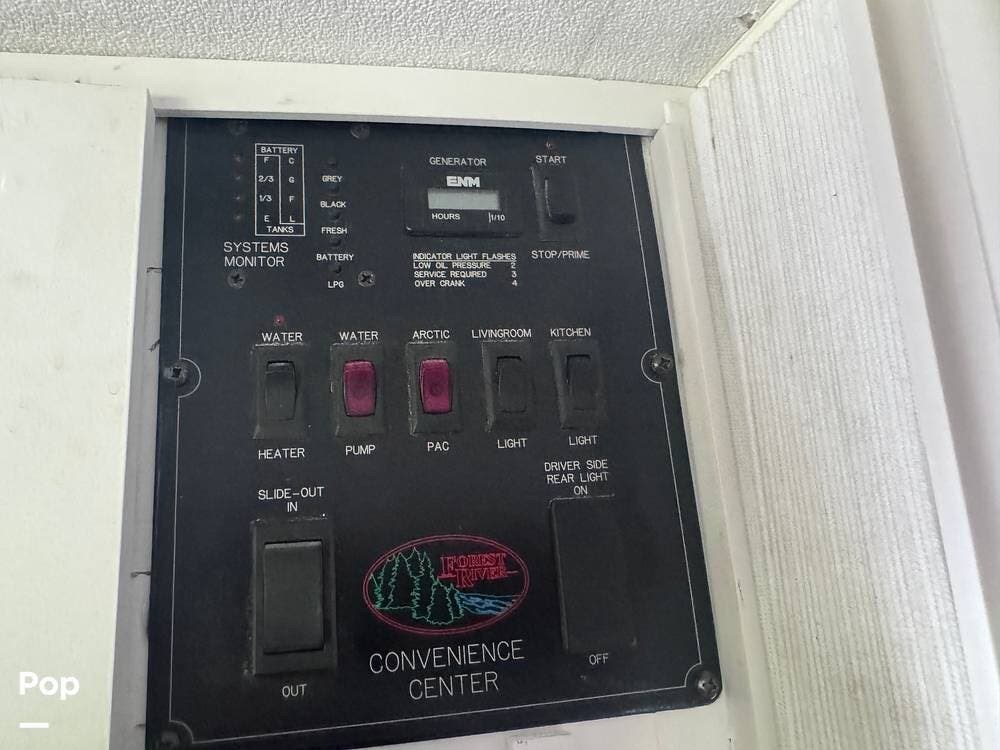 BATTERY
F C
2/3 G
1/3 F
E L
TANKS
SYSTEMS
MONITOR
GREY
BLACK
FRESH
BATTERY
LPG
GENERATOR
ENM
HOURS 1/10
INDICATOR LIGHT FLASHES
LOW OIL PRESSURE 2
SERVICE REQUIRED 3
OVER CRANK 4
START
STOP/PRIME
WATER
HEATER
WATER
PUMP
ARCTIC
PAC
LIVINGROOM
LIGHT
KITCHEN
LIGHT
SLIDE-OUT
IN
OUT
DRIVER SIDE
REAR LIGHT
ON
OFF
FOREST
RIVER
CONVENIENCE
CENTER
Pop